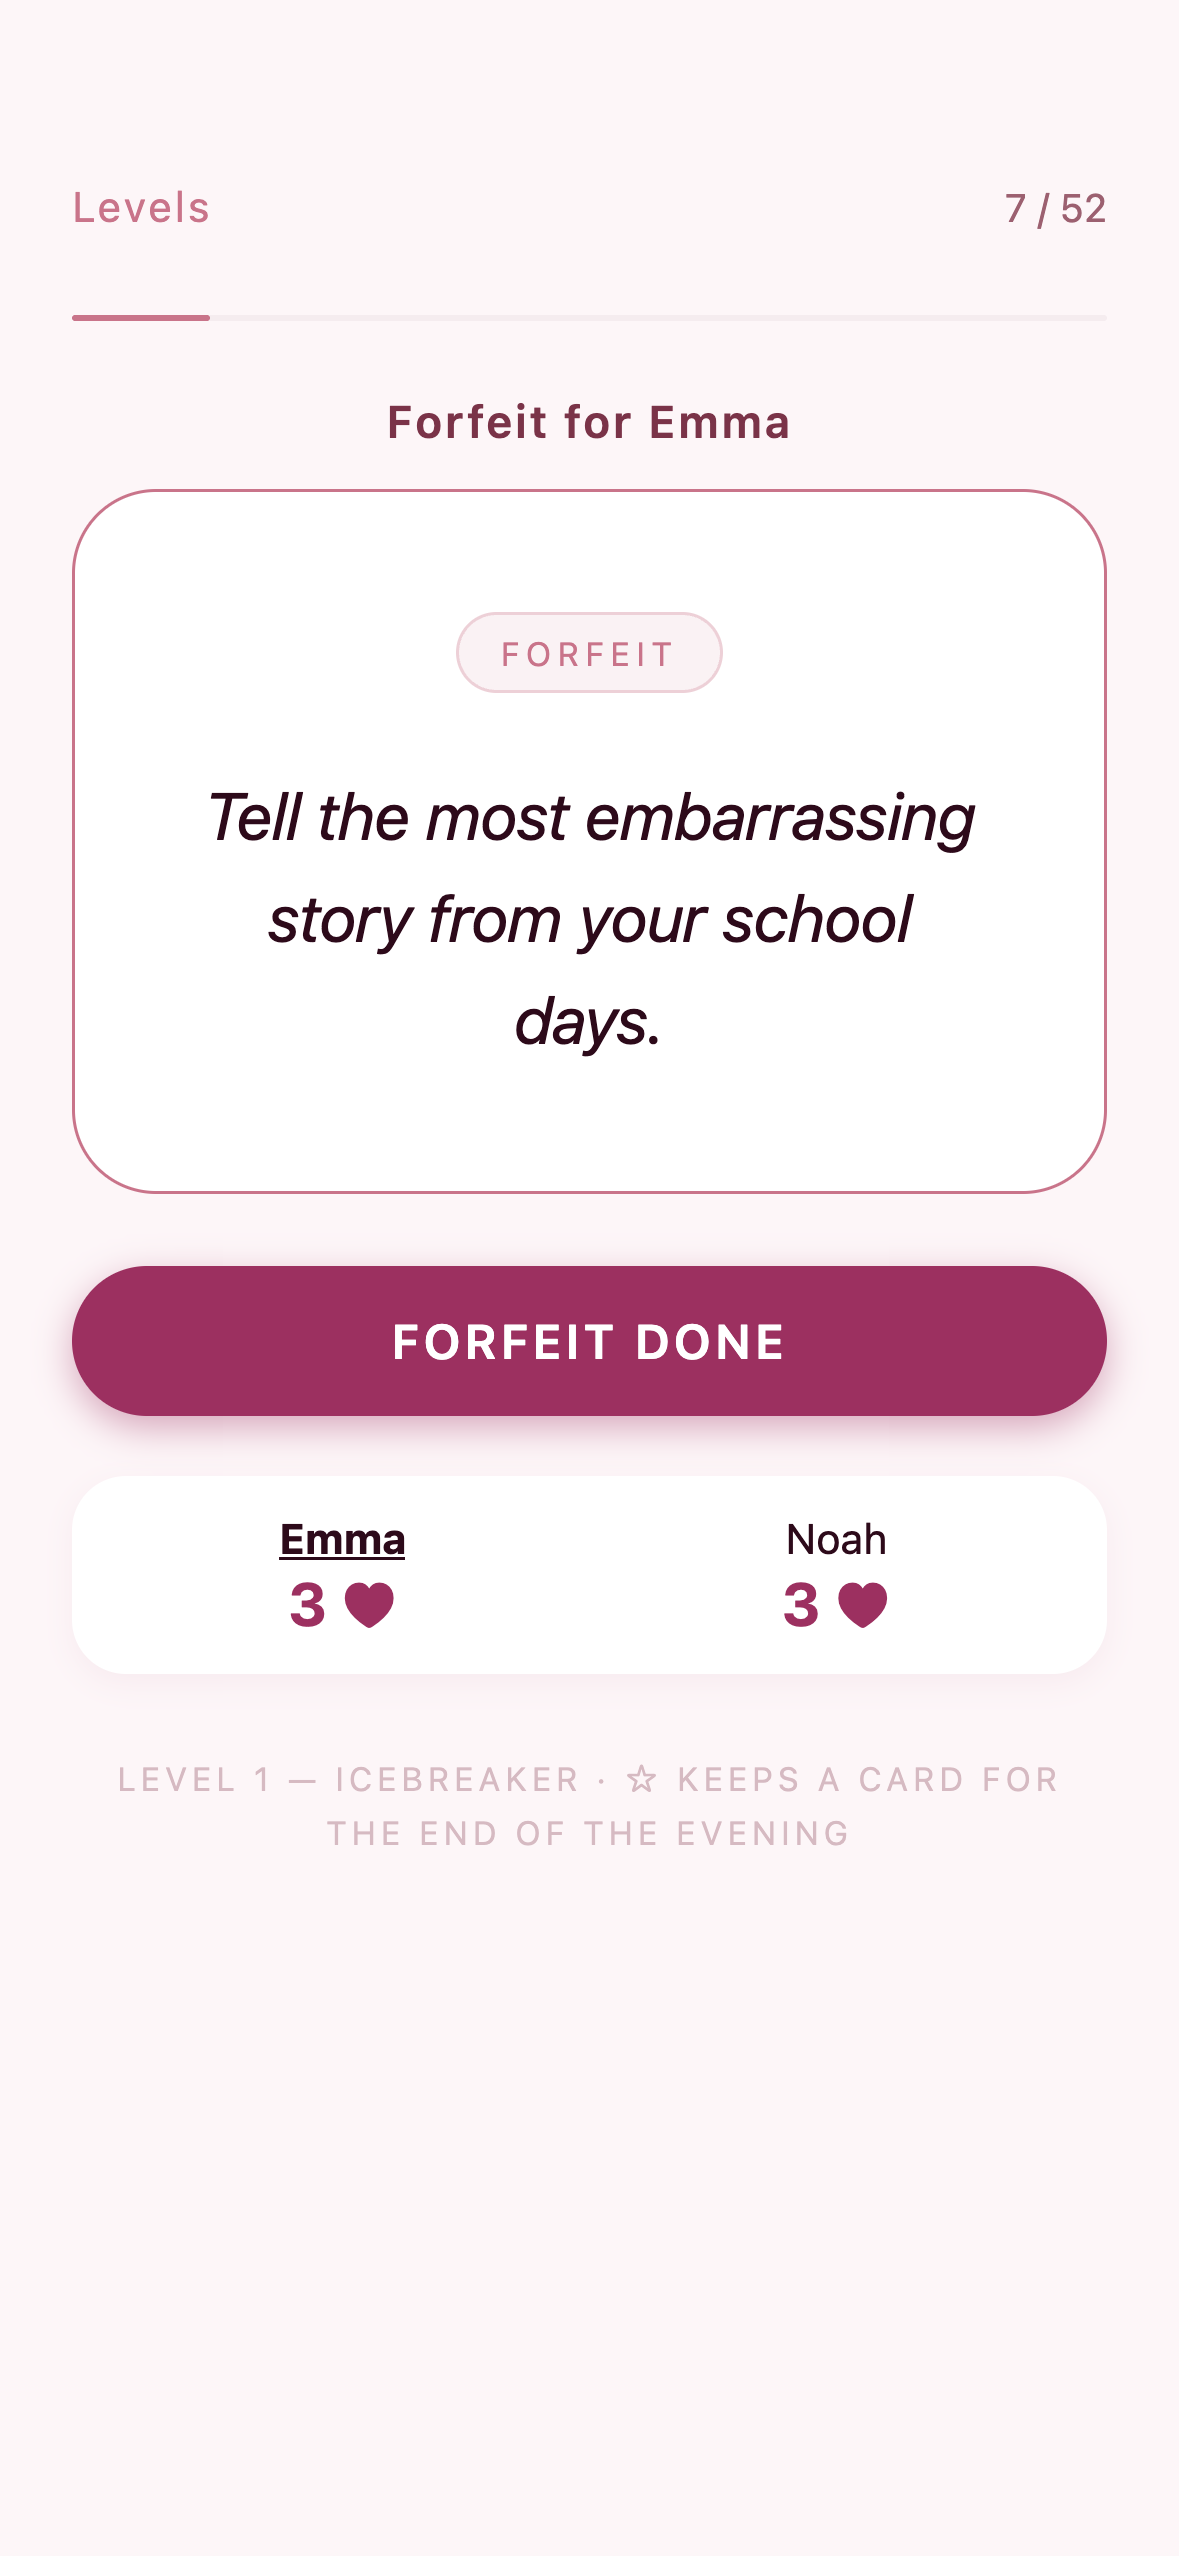 Levels
7 / 52
Forfeit for Emma
FORFEIT
Tell the most embarrassing
story from your school
days.
FORFEIT DONE
Emma
Noah
3 ♥
3 ♥
LEVEL 1 — ICEBREAKER · ☆ KEEPS A CARD FOR
THE END OF THE EVENING